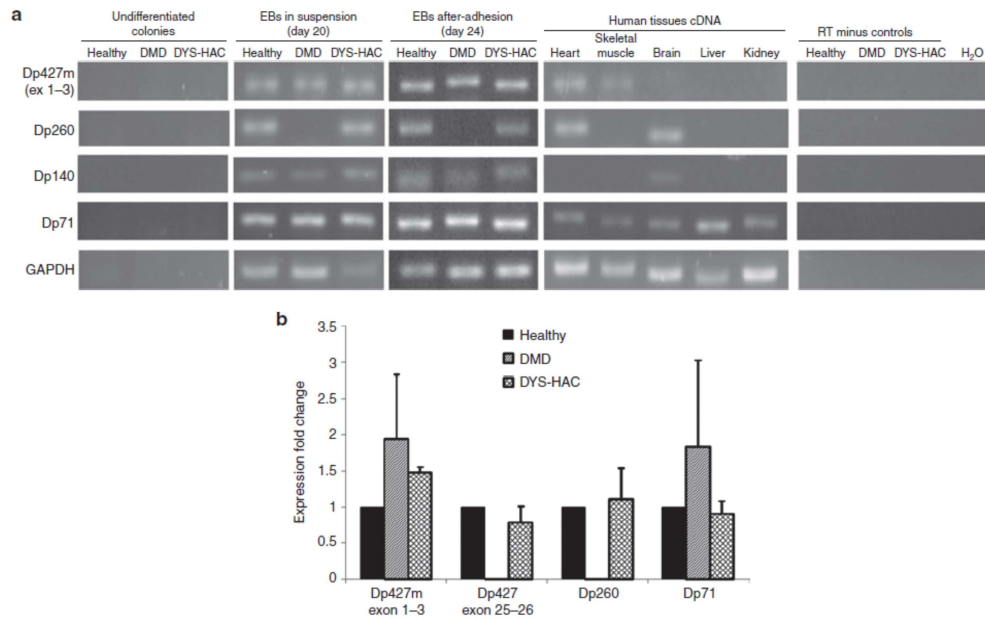 a
Undifferentiated
colonies
EBs in suspension
(day 20)
EBs after-adhesion
(day 24)
Human tissues cDNA
RT minus controls
Healthy DMD DYS-HAC
Healthy DMD DYS-HAC
Healthy DMD DYS-HAC
Heart Skeletal
muscle Brain Liver Kidney
Healthy DMD DYS-HAC H2O
Dp427m
(ex 1–3)
Dp260
Dp140
Dp71
GAPDH
b
Expression fold change
3.5
3
2.5
2
1.5
1
0.5
0
Healthy
DMD
DYS-HAC
Dp427m
exon 1–3
Dp427
exon 25–26
Dp260
Dp71